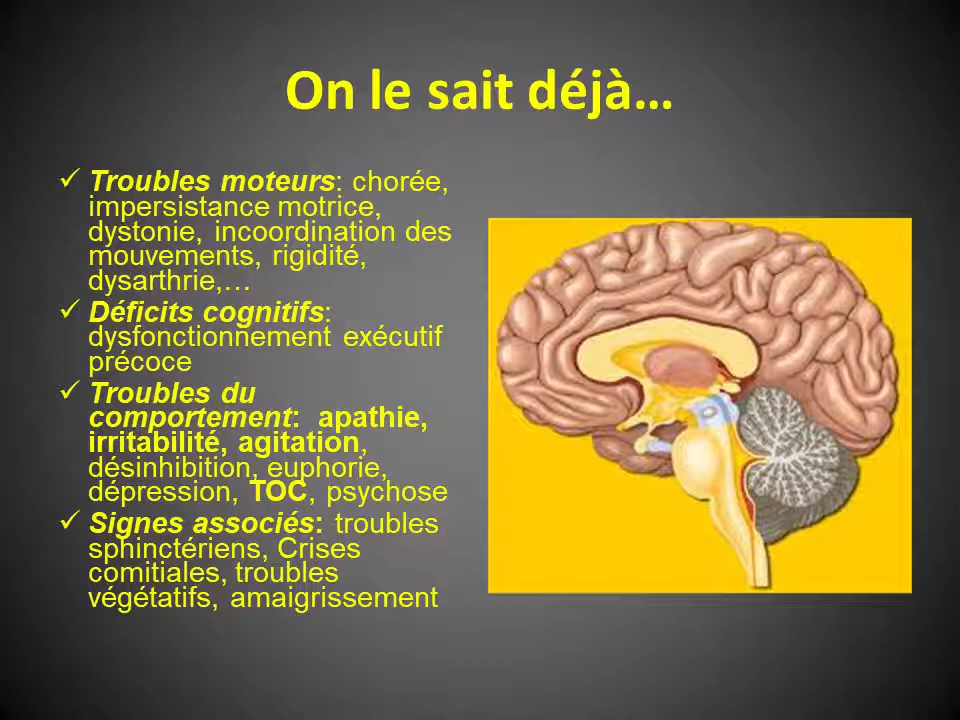 On le sait déjà...
✓ Troubles moteurs: chorée,
impersistance motrice,
dystonie, incoordination des
mouvements, rigidité,
dysarthrie,...
✓ Déficits cognitifs:
dysfonctionnement exécutif
précoce
✓ Troubles du
comportement: apathie,
irritabilité, agitation,
désinhibition, euphorie,
dépression, TOC, psychose
✓ Signes associés: troubles
sphinctériens, Crises
comitiales, troubles
végétatifs, amaigrissement